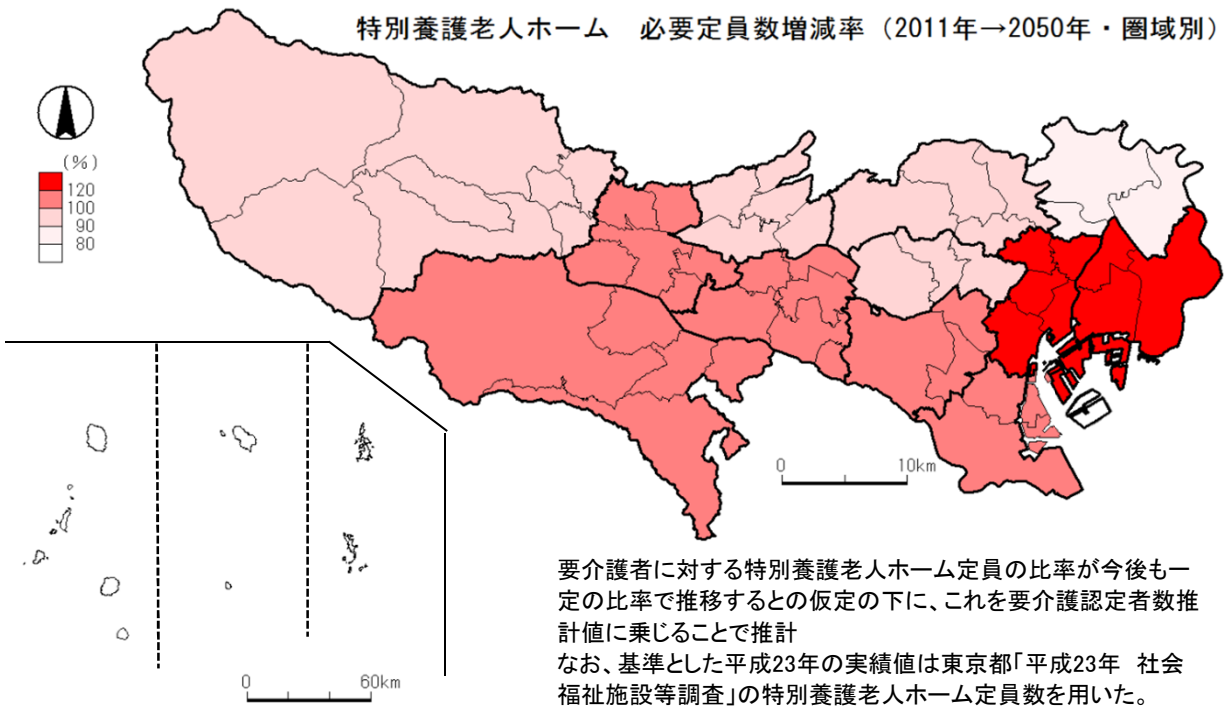 特別養護老人ホーム　必要定員数増減率（2011年→2050年・圏域別）
(%)
120
100
90
80
0 10km
0 60km
要介護者に対する特別養護老人ホーム定員の比率が今後も一
定の比率で推移するとの仮定の下に、これを要介護認定者数推
計値に乗じることで推計
なお、基準とした平成23年の実績値は東京都「平成23年　社会
福祉施設等調査」の特別養護老人ホーム定員数を用いた。